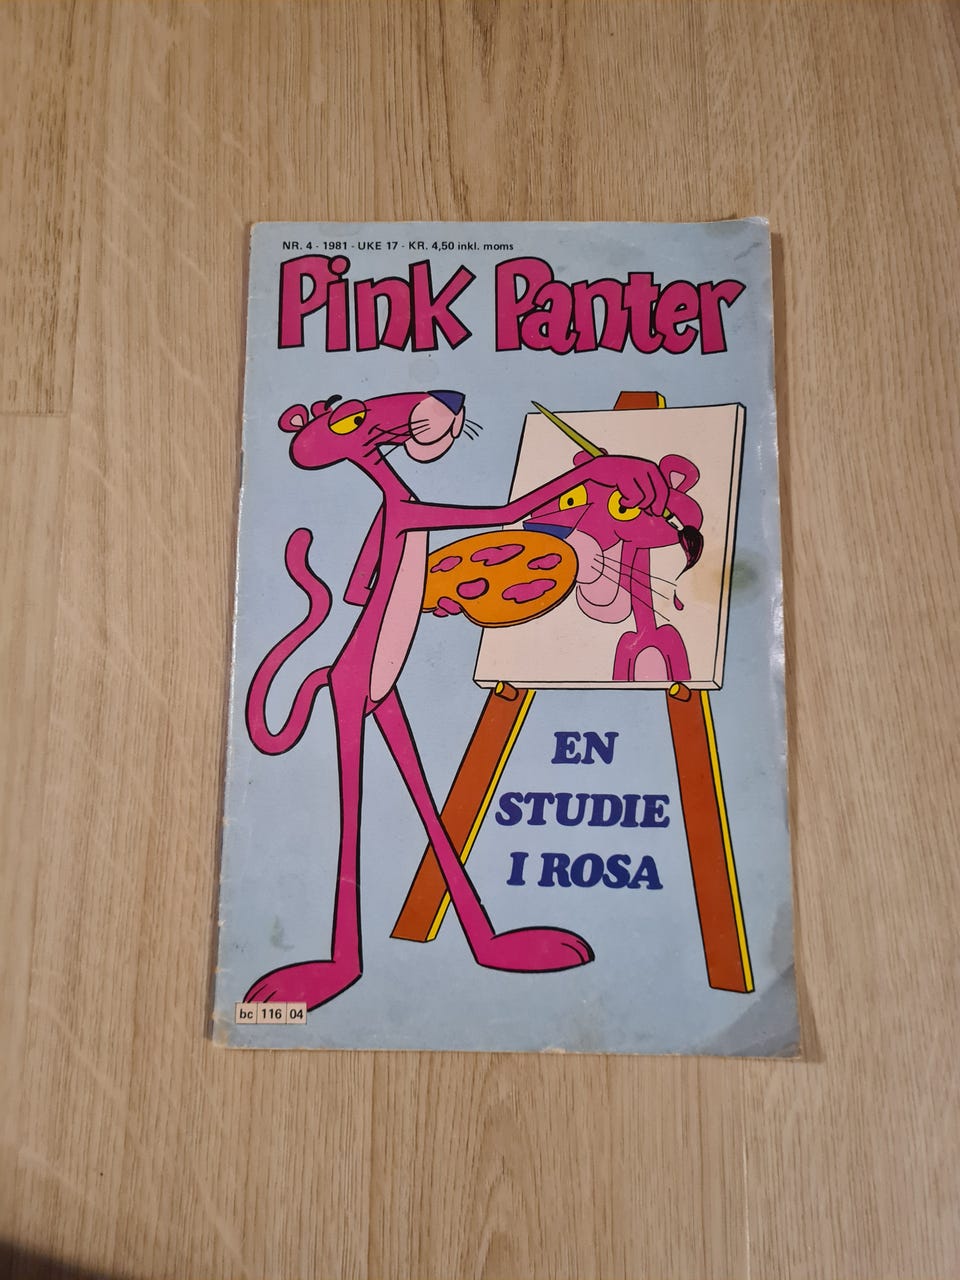 NR. 4 - 1981 - UKE 17 - KR. 4,50 inkl. moms
Pink Panter
EN
STUDIE
I ROSA
bc 116 04